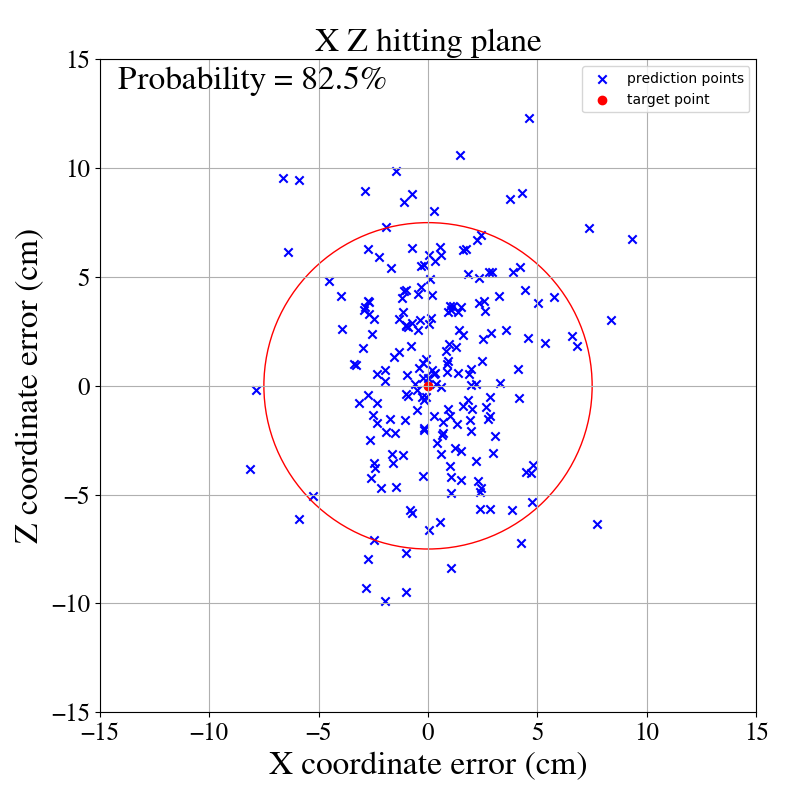 X Z hitting plane
Probability = 82.5%
prediction points
target point
Z coordinate error (cm)
15
10
5
0
−5
−10
−15
−15 −10 −5 0 5 10 15
X coordinate error (cm)